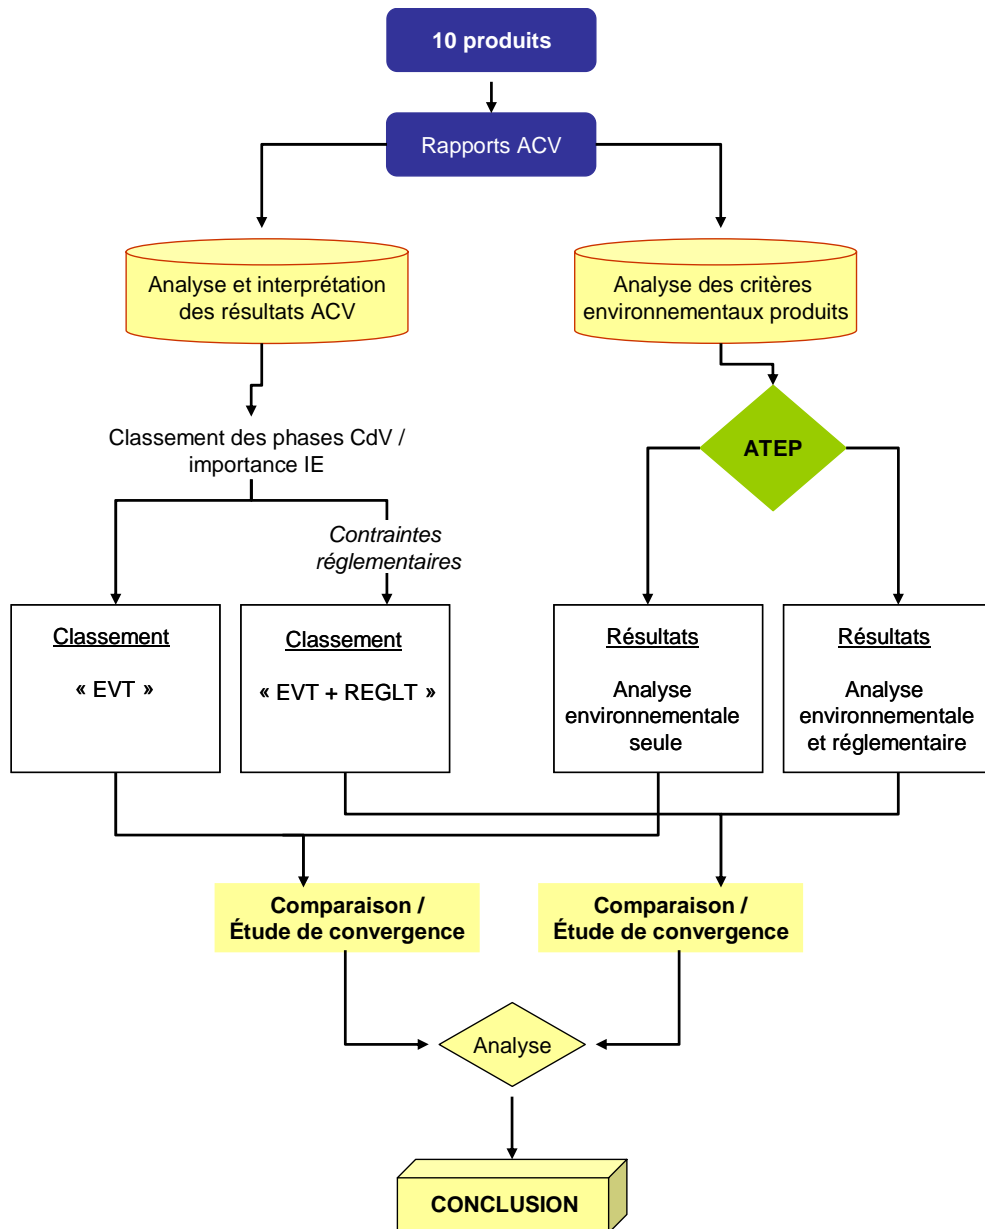 10 produits
Rapports ACV
Analyse et interprétation
des résultats ACV
Analyse des critères
environnementaux produits
Classement des phases CdV /
importance IE
ATEP
Contraintes
réglementaires
Classement
« EVT »
Classement
« EVT + REGLT »
Résultats
Analyse
environnementale
seule
Résultats
Analyse
environnementale
et réglementaire
Comparaison /
Étude de convergence
Comparaison /
Étude de convergence
Analyse
CONCLUSION